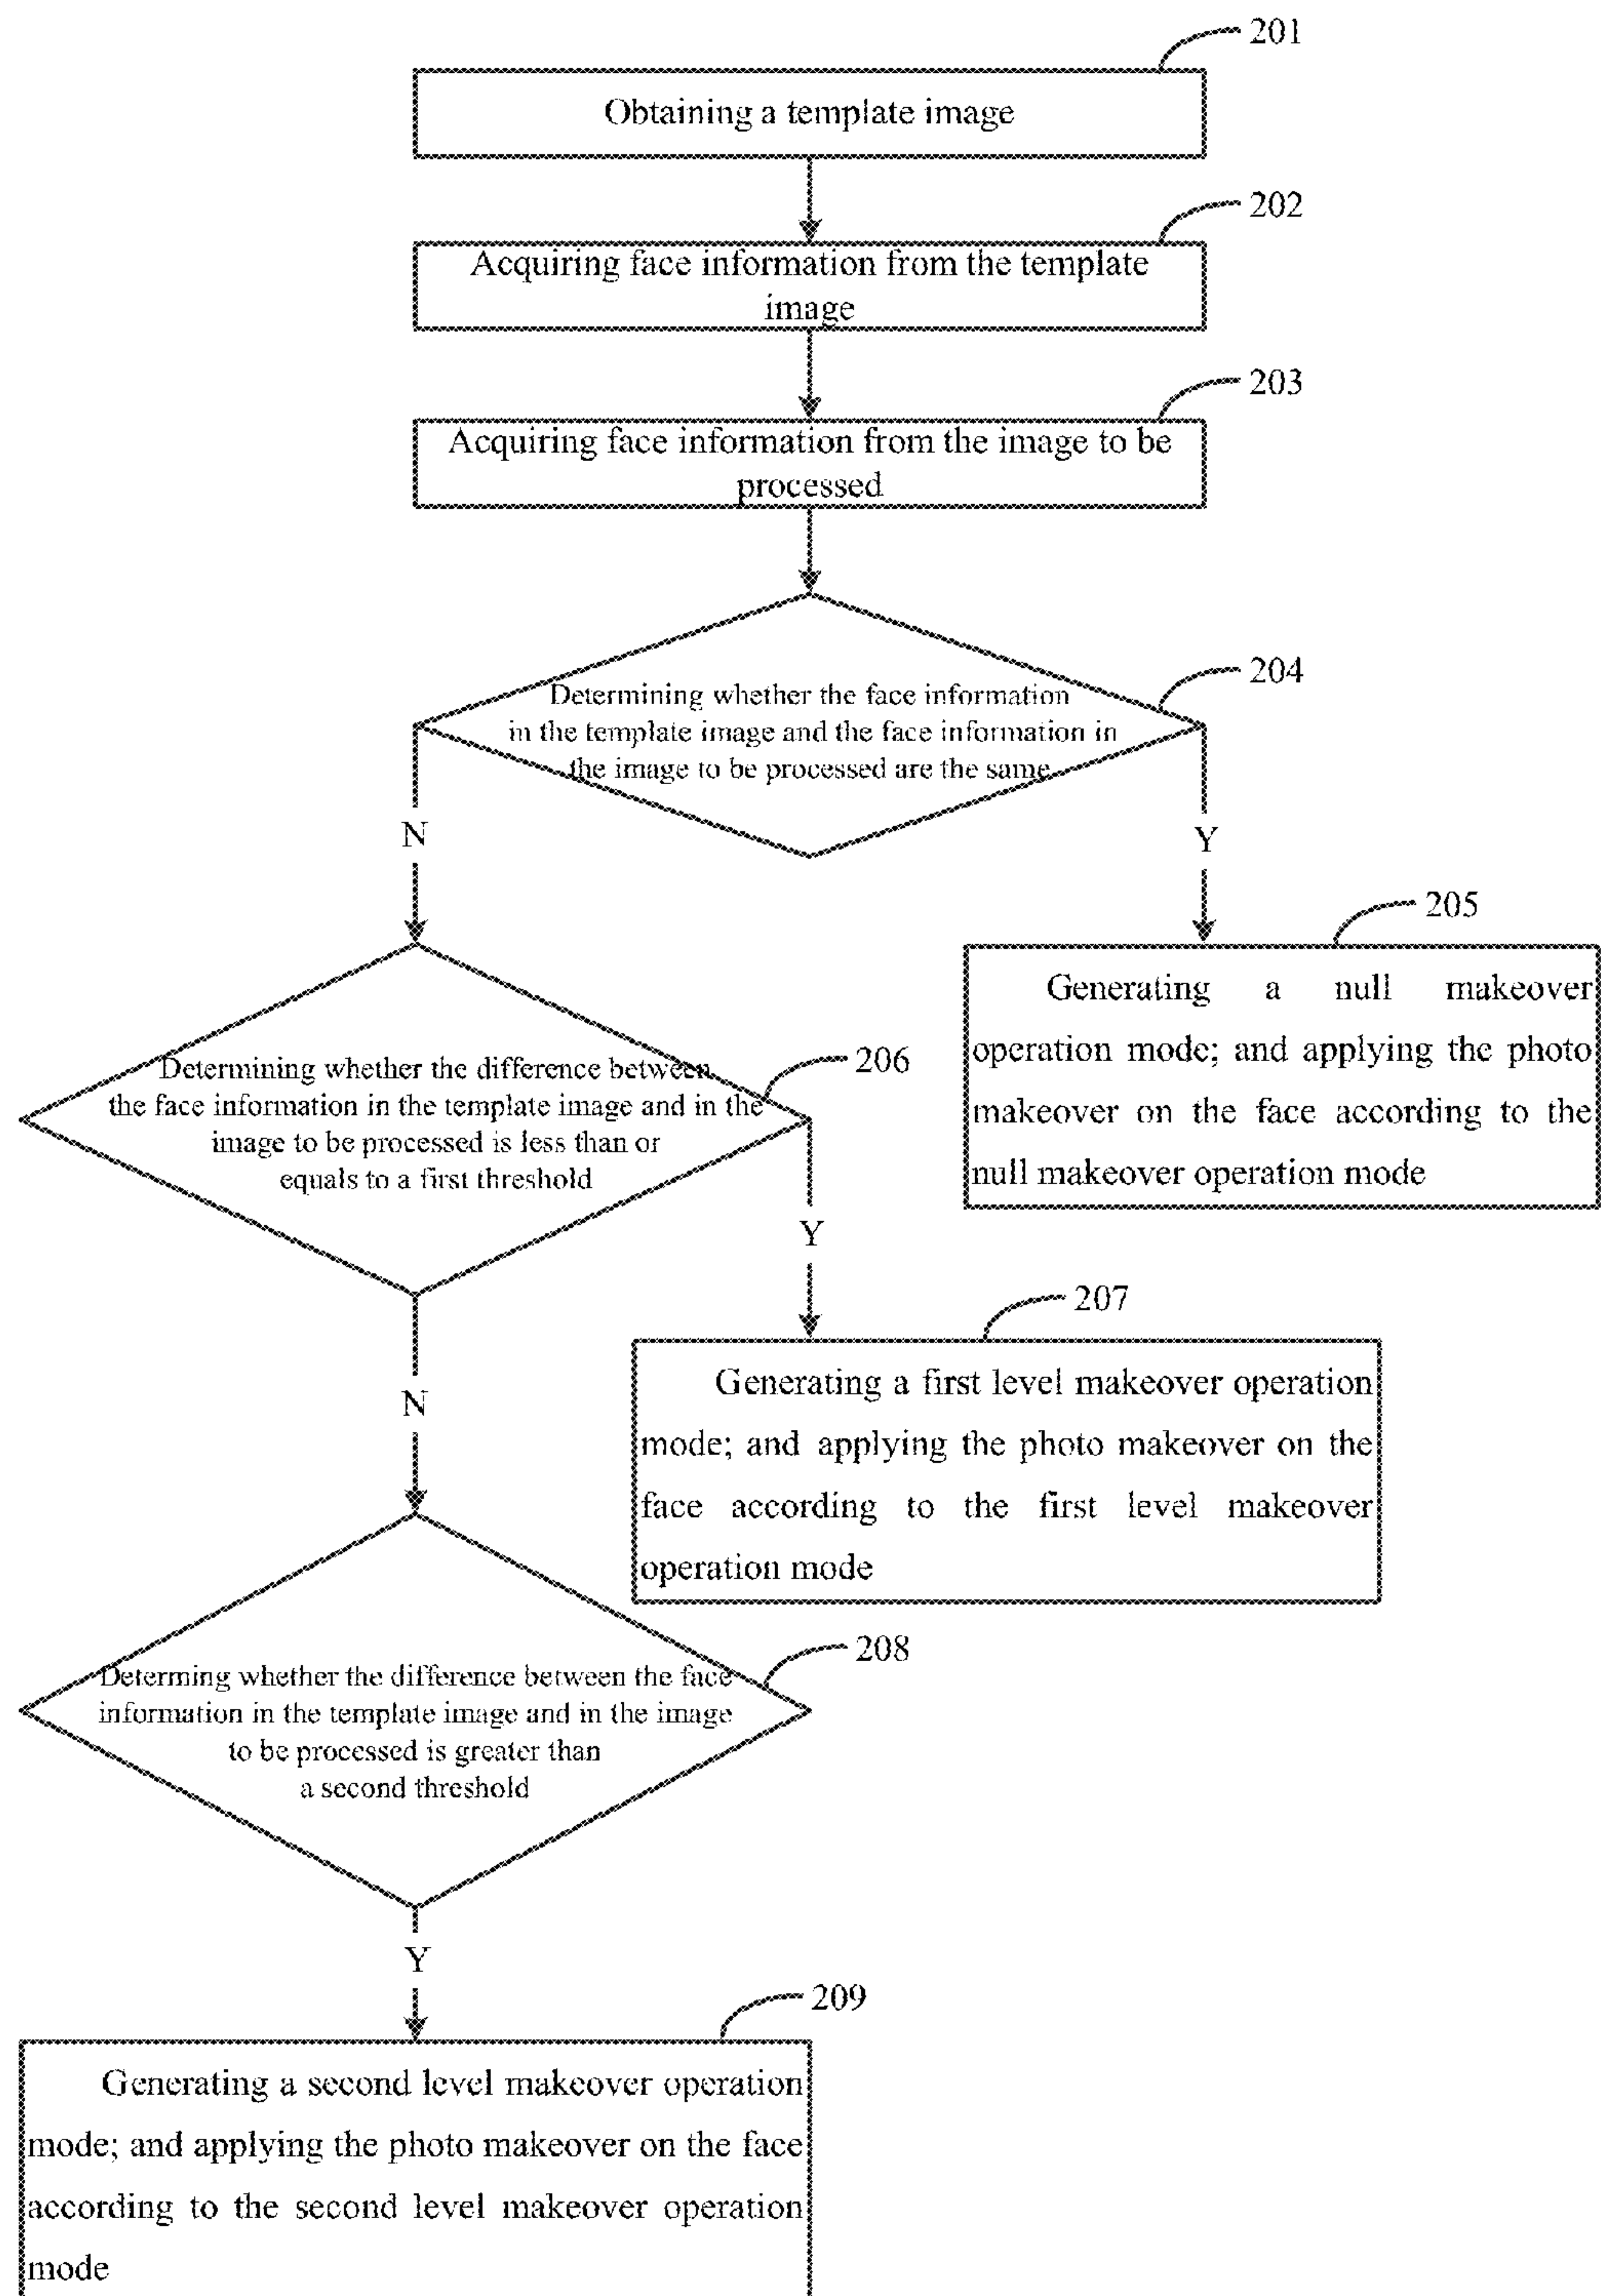 201
Obtaining a template image
202
Acquiring face information from the template
image
203
Acquiring face information from the image to be
processed
204
Determining whether the face information
in the template image and the face information in
the image to be processed are the same
N
Y
205
Generating a null makeover
operation mode; and applying the photo
makeover on the face according to the
null makeover operation mode
206
Determining whether the difference between
the face information in the template image and in the
image to be processed is less than or
equals to a first threshold
Y
207
Generating a first level makeover operation
mode; and applying the photo makeover on the
face according to the first level makeover
operation mode
N
208
Determing whether the difference between the face
information in the template image and in the image
to be processed is greater than
a second threshold
Y
209
Generating a second level makeover operation
mode; and applying the photo makeover on the face
according to the second level makeover operation
mode